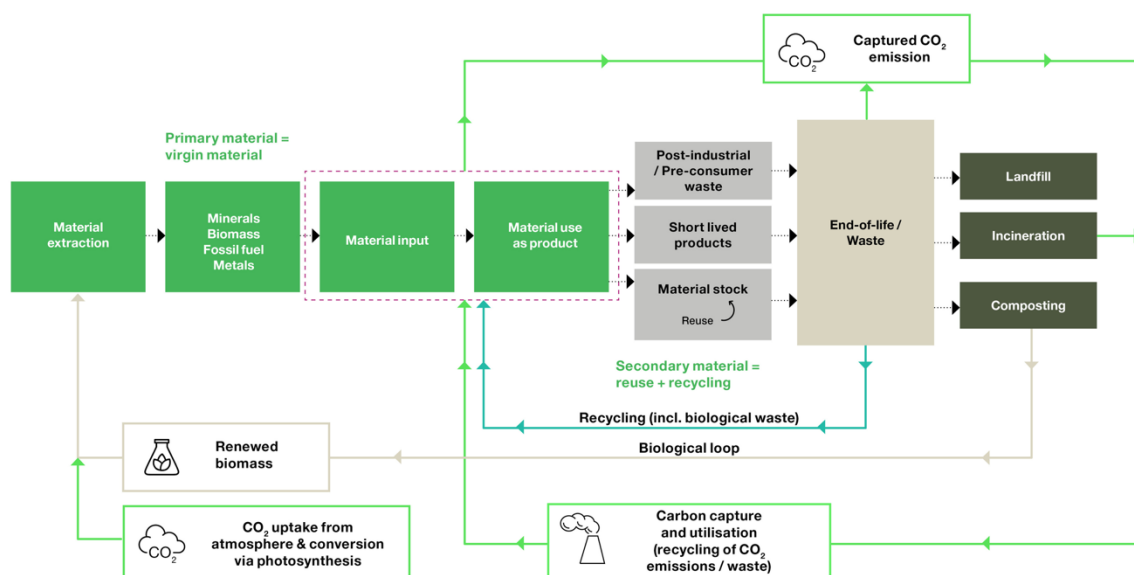 Captured CO₂
emission
CO₂
Primary material =
virgin material
Material
extraction
Minerals
Biomass
Fossil fuel
Metals
Material input
Material use
as product
Post-industrial
/ Pre-consumer
waste
Short lived
products
Material stock
Reuse
End-of-life /
Waste
Landfill
Incineration
Composting
Secondary material =
reuse + recycling
Recycling (incl. biological waste)
Biological loop
Renewed
biomass
CO₂
CO₂ uptake from
atmosphere & conversion
via photosynthesis
Carbon capture
and utilisation
(recycling of CO₂
emissions / waste)